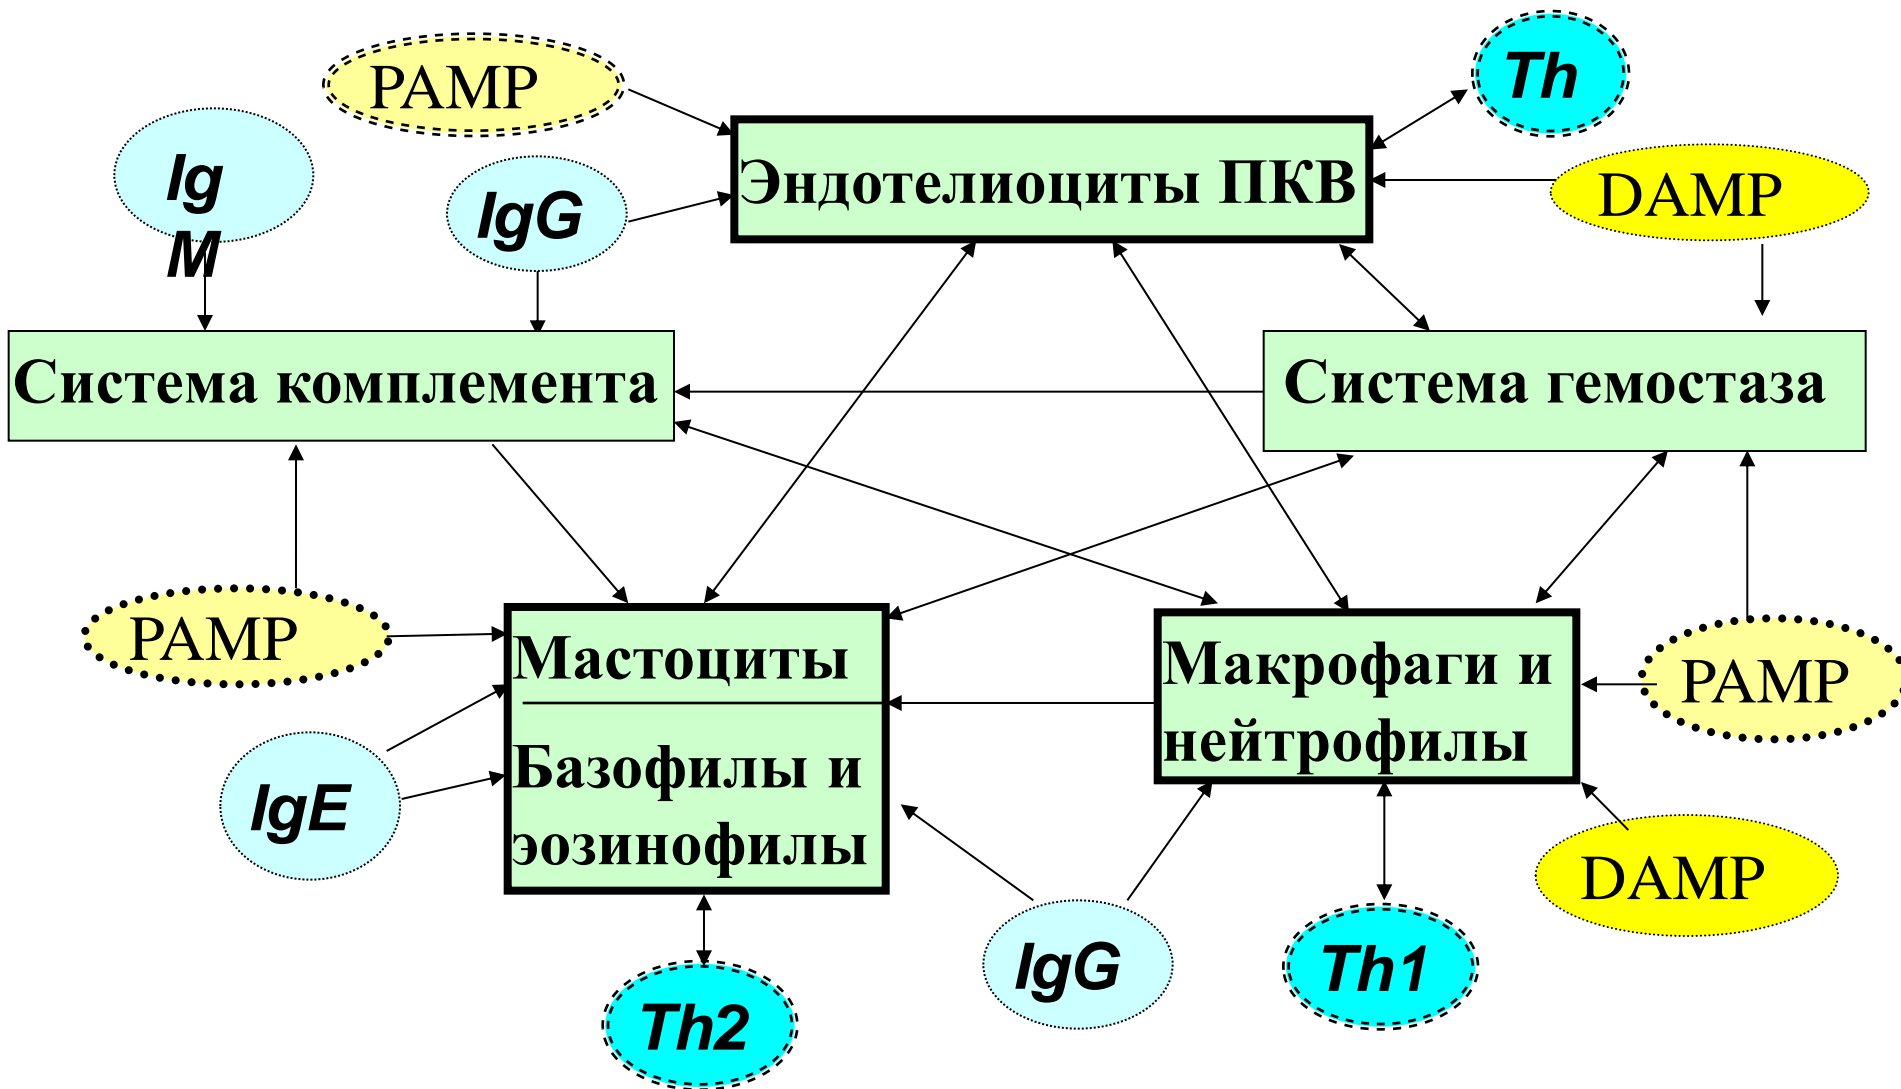 PAMP
Th
Ig
M
IgG
Эндотелиоциты ПКВ
DAMP
Система комплемента
Система гемостаза
PAMP
Мастоциты
Базофилы и
эозинофилы
Макрофаги и
нейтрофилы
PAMP
IgE
DAMP
IgG
Th1
Th2